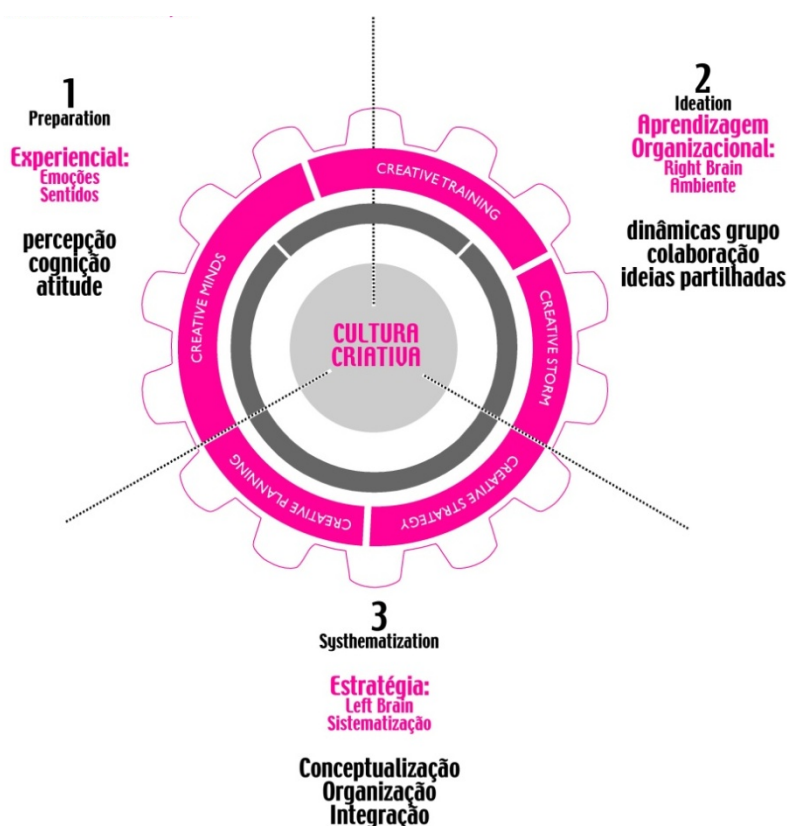 1
Preparation
Experiencial:
Emoções
Sentidos
percepção
cognição
atitude
2
Ideation
Aprendizagem
Organizacional:
Right Brain
Ambiente
dinâmicas grupo
colaboração
ideias partilhadas
CREATIVE MINDS
CREATIVE TRAINING
CREATIVE STORM
CREATIVE STRATEGY
CREATIVE PLANNING
CULTURA
CRIATIVA
3
Systhematization
Estratégia:
Left Brain
Sistematização
Conceptualização
Organização
Integração